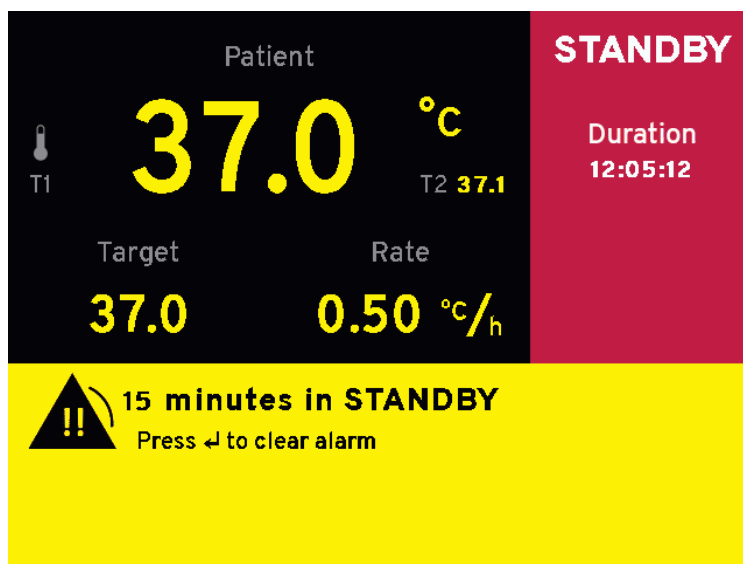 Patient
STANDBY
37.0 °C
T1
T2 37.1
Duration
12:05:12
Target
Rate
37.0
0.50 °C/h
!! 15 minutes in STANDBY
Press ↵ to clear alarm